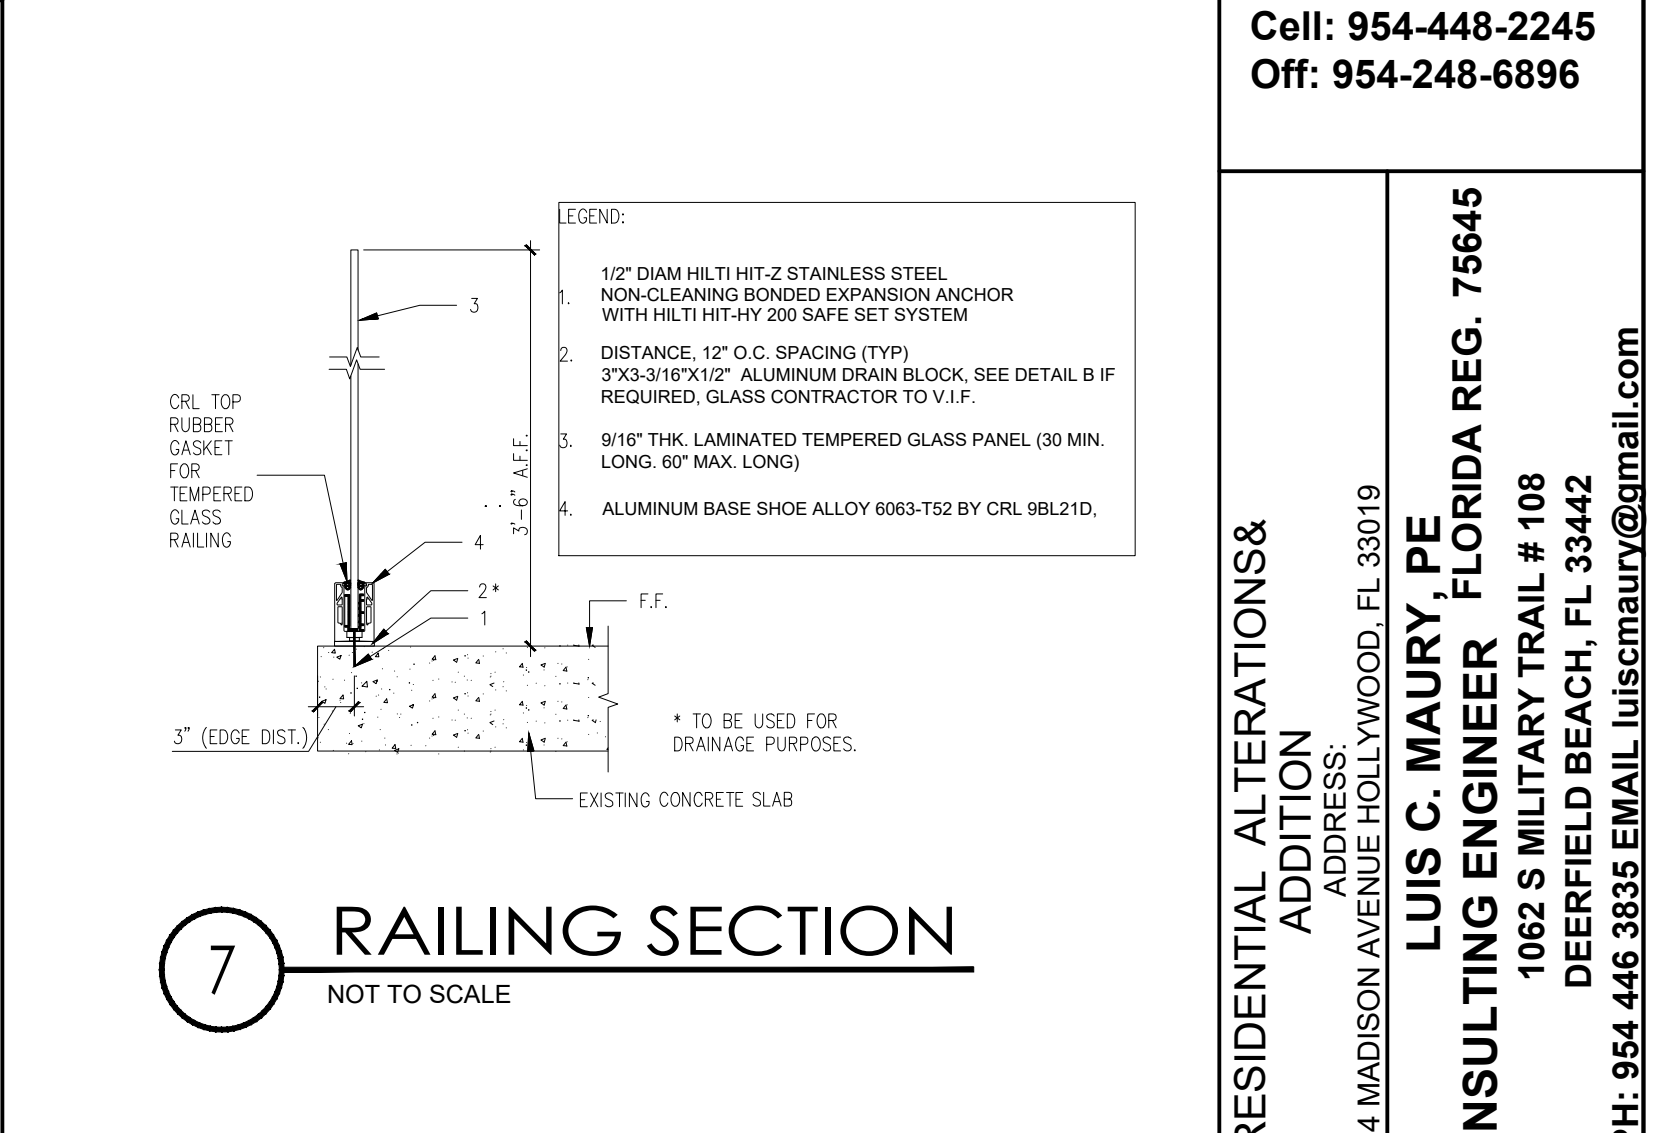 Cell: 954-448-2245
Off: 954-248-6896
LEGEND:
1.
1/2" DIAM HILTI HIT-Z STAINLESS STEEL
NON-CLEANING BONDED EXPANSION ANCHOR
WITH HILTI HIT-HY 200 SAFE SET SYSTEM
2.
DISTANCE, 12" O.C. SPACING (TYP)
3"X3-3/16"X1/2" ALUMINUM DRAIN BLOCK, SEE DETAIL B IF
REQUIRED, GLASS CONTRACTOR TO V.I.F.
3.
9/16" THK. LAMINATED TEMPERED GLASS PANEL (30 MIN.
LONG. 60" MAX. LONG)
4.
ALUMINUM BASE SHOE ALLOY 6063-T52 BY CRL 9BL21D,
3
CRL TOP
RUBBER
GASKET
FOR
TEMPERED
GLASS
RAILING
3'-6" A.F.F.
4
2*
1
F.F.
3" (EDGE DIST.)
* TO BE USED FOR
DRAINAGE PURPOSES.
EXISTING CONCRETE SLAB
7
RAILING SECTION
NOT TO SCALE
RESIDENTIAL ALTERATIONS&
ADDITION
ADDRESS:
4 MADISON AVENUE HOLLYWOOD, FL 33019
LUIS C. MAURY, PE
NSULTING ENGINEER FLORIDA REG. 75645
1062 S MILITARY TRAIL # 108
DEERFIELD BEACH, FL 33442
PH: 954 446 3835 EMAIL luiscmaury@gmail.com